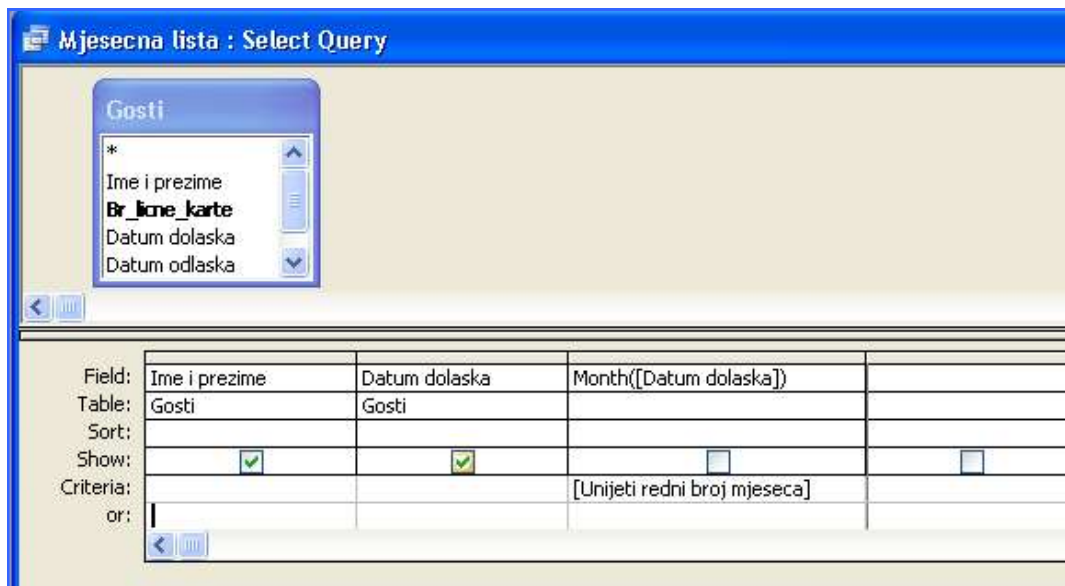 Mjesecna lista : Select Query
Gosti
*
Ime i prezime
Br_licne_karte
Datum dolaska
Datum odlaska
Field: Ime i prezime Datum dolaska Month([Datum dolaska])
Table: Gosti Gosti
Sort:
Show:
Criteria: [Unijeti redni broj mjeseca]
or: